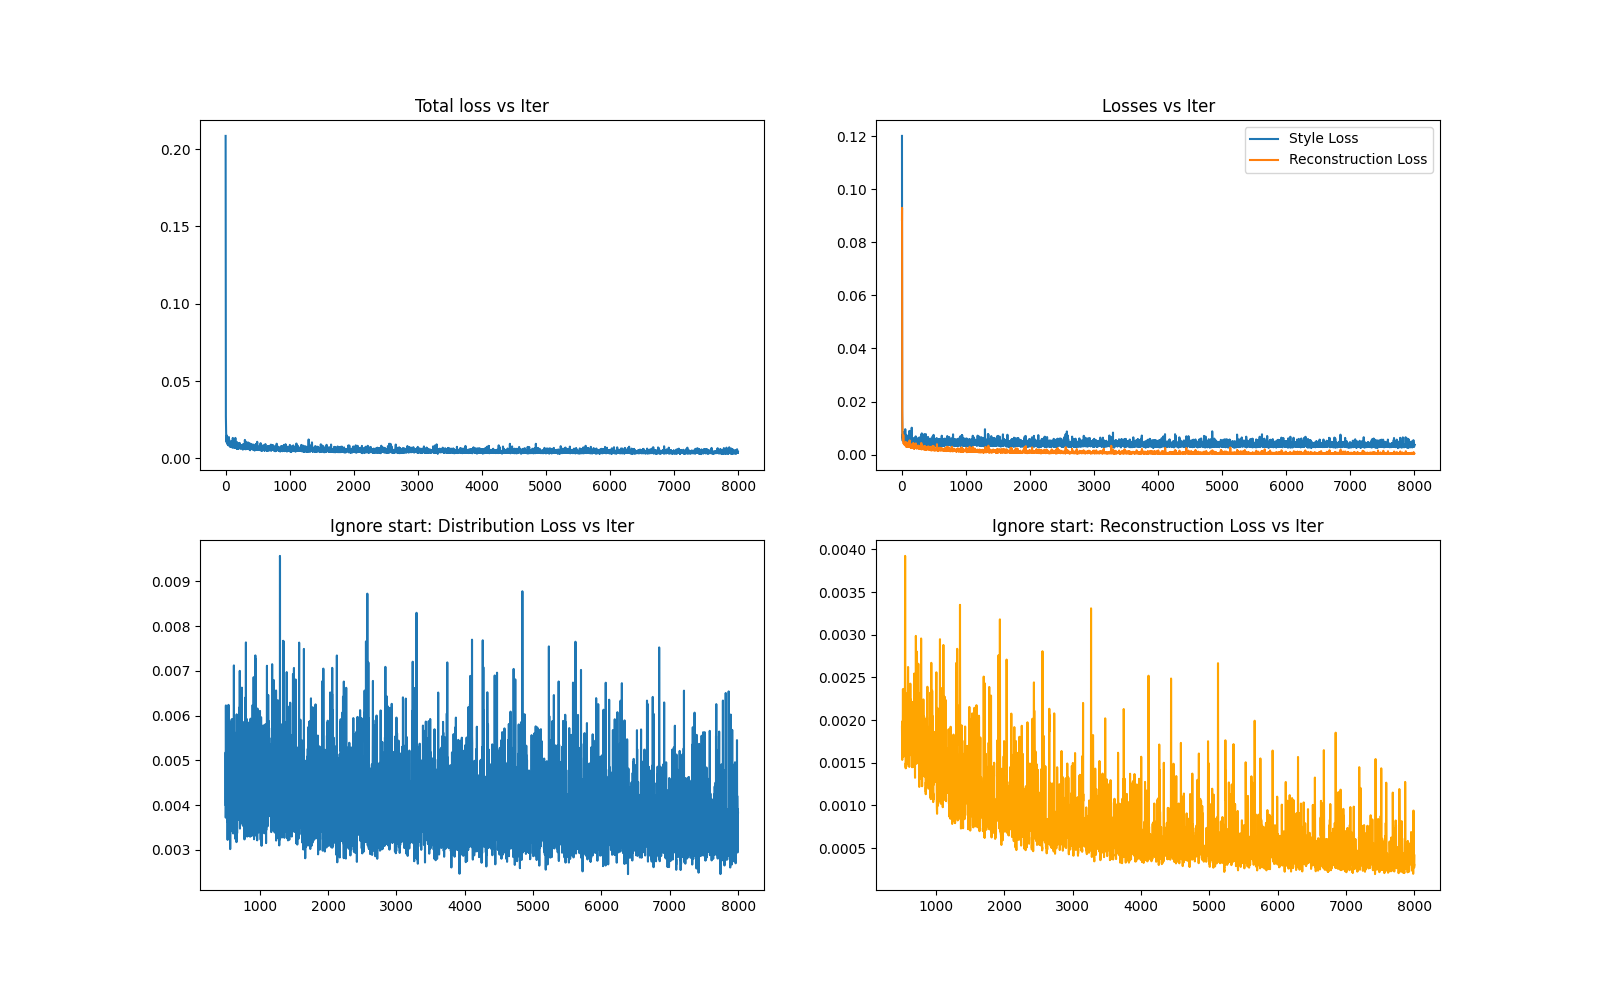 Total loss vs Iter
0.20
0.15
0.10
0.05
0.00
0 1000 2000 3000 4000 5000 6000 7000 8000
Losses vs Iter
Style Loss
Reconstruction Loss
0.12
0.10
0.08
0.06
0.04
0.02
0.00
0 1000 2000 3000 4000 5000 6000 7000 8000
Ignore start: Distribution Loss vs Iter
0.009
0.008
0.007
0.006
0.005
0.004
0.003
1000 2000 3000 4000 5000 6000 7000 8000
Ignore start: Reconstruction Loss vs Iter
0.0040
0.0035
0.0030
0.0025
0.0020
0.0015
0.0010
0.0005
1000 2000 3000 4000 5000 6000 7000 8000